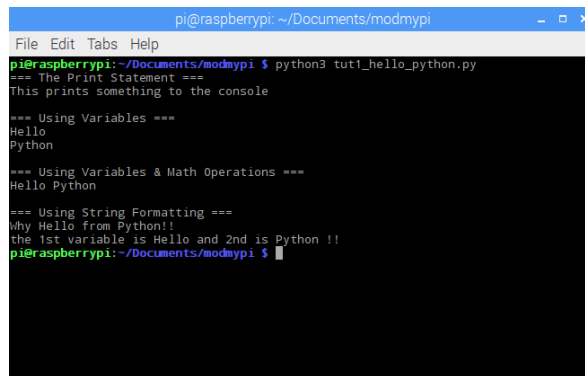 pi@raspberrypi: ~/Documents/modmypi
File Edit Tabs Help
pi@raspberrypi:~/Documents/modmypi $ python3 tut1_hello_python.py
=== The Print Statement ===
This prints something to the console
=== Using Variables ===
Hello
Python
=== Using Variables & Math Operations ===
Hello Python
=== Using String Formatting ===
Why Hello from Python!!
the 1st variable is Hello and 2nd is Python !!
pi@raspberrypi:~/Documents/modmypi $